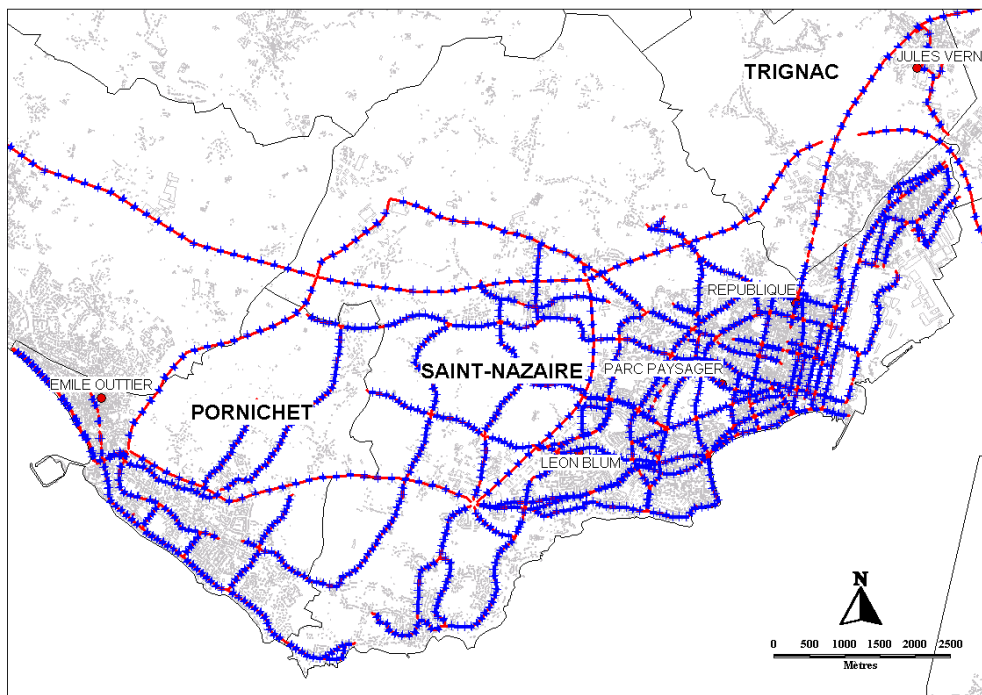 JULES VERN
TRIGNAC
REPUBLIQUE
SAINT-NAZAIRE
PARC PAYSAGER
EMILE OUTTIER
PORNICHET
LEON BLUM
N
0 500 1000 1500 2000 2500
Mètres